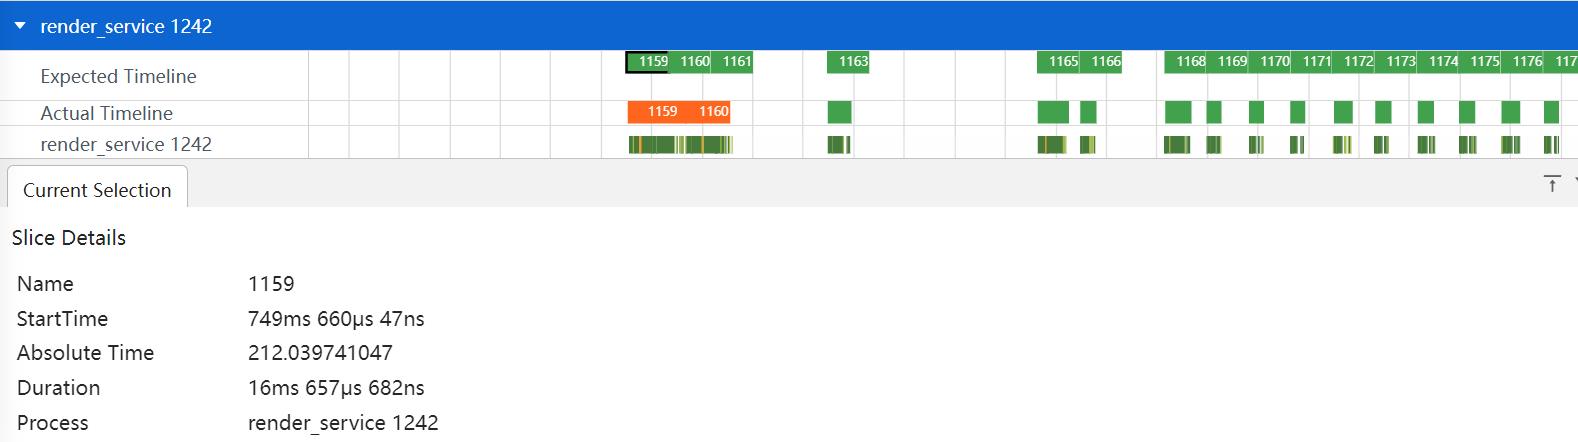 render_service 1242
Expected Timeline 1159 1160 1161 1163 1165 1166 1168 1169 1170 1171 1172 1173 1174 1175 1176 117
Actual Timeline 1159 1160
render_service 1242
Current Selection
Slice Details
Name 1159
StartTime 749ms 660μs 47ns
Absolute Time 212.039741047
Duration 16ms 657μs 682ns
Process render_service 1242